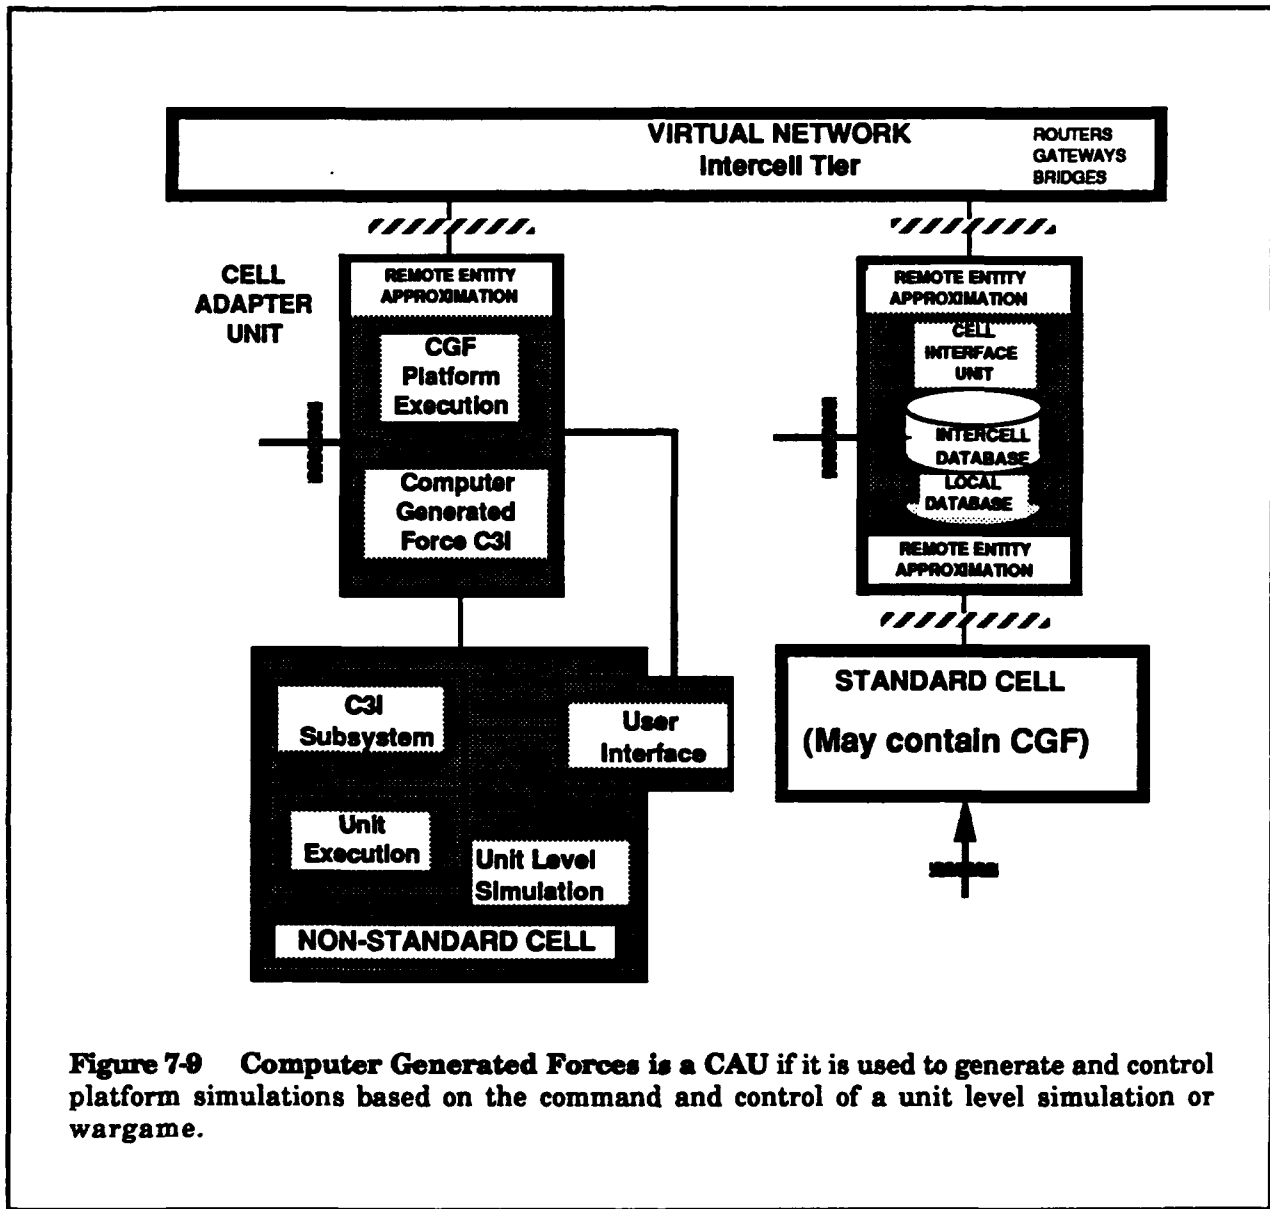 VIRTUAL NETWORK
Intercell Tier
ROUTERS
GATEWAYS
BRIDGES
CELL
ADAPTER
UNIT
REMOTE ENTITY
APPROXIMATION
CGF
Platform
Execution
Computer
Generated
Force C3I
C3I
Subsystem
User
Interface
Unit
Execution
Unit Level
Simulation
NON-STANDARD CELL
REMOTE ENTITY
APPROXIMATION
CELL
INTERFACE
UNIT
INTERCELL
DATABASE
LOCAL
DATABASE
REMOTE ENTITY
APPROXIMATION
STANDARD CELL
(May contain CGF)
Figure 7-9 Computer Generated Forces is a CAU if it is used to generate and control
platform simulations based on the command and control of a unit level simulation or
wargame.